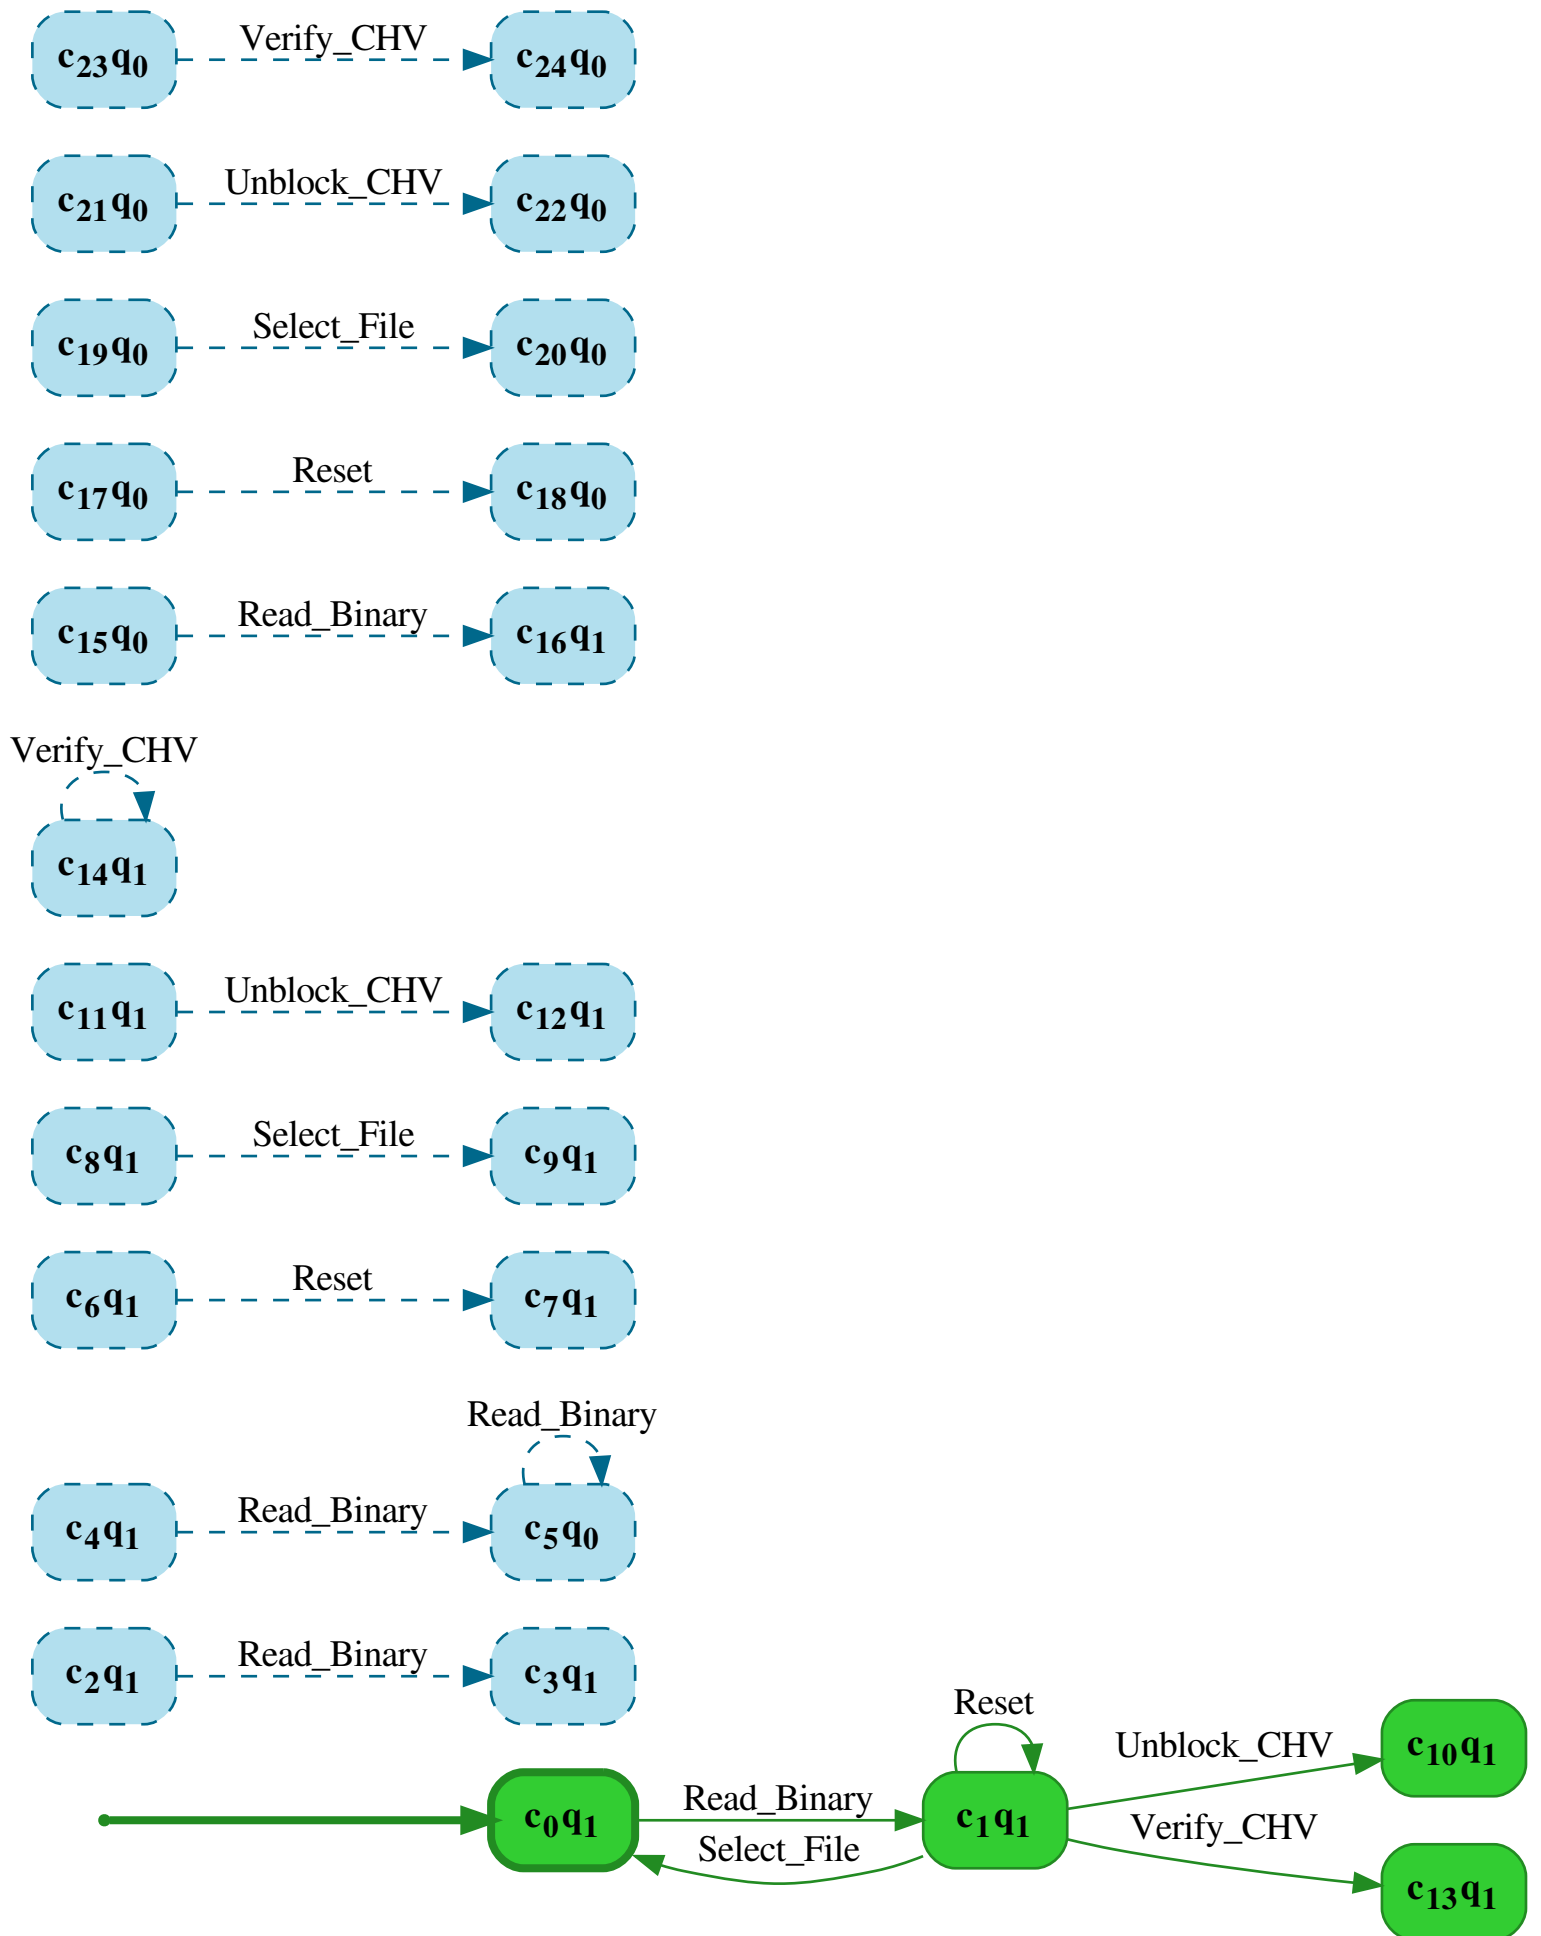 Verify_CHV
c23q0 c24q0
Unblock_CHV
c21q0 c22q0
Select_File
c19q0 c20q0
Reset
c17q0 c18q0
Read_Binary
c15q0 c16q1
Verify_CHV
c14q1
Unblock_CHV
c11q1 c12q1
Select_File
c8q1 c9q1
Reset
c6q1 c7q1
Read_Binary
Read_Binary
c4q1 c5q0
Read_Binary
c2q1 c3q1
Reset
Unblock_CHV
c10q1
Read_Binary
c0q1 c1q1
Verify_CHV
Select_File
c13q1